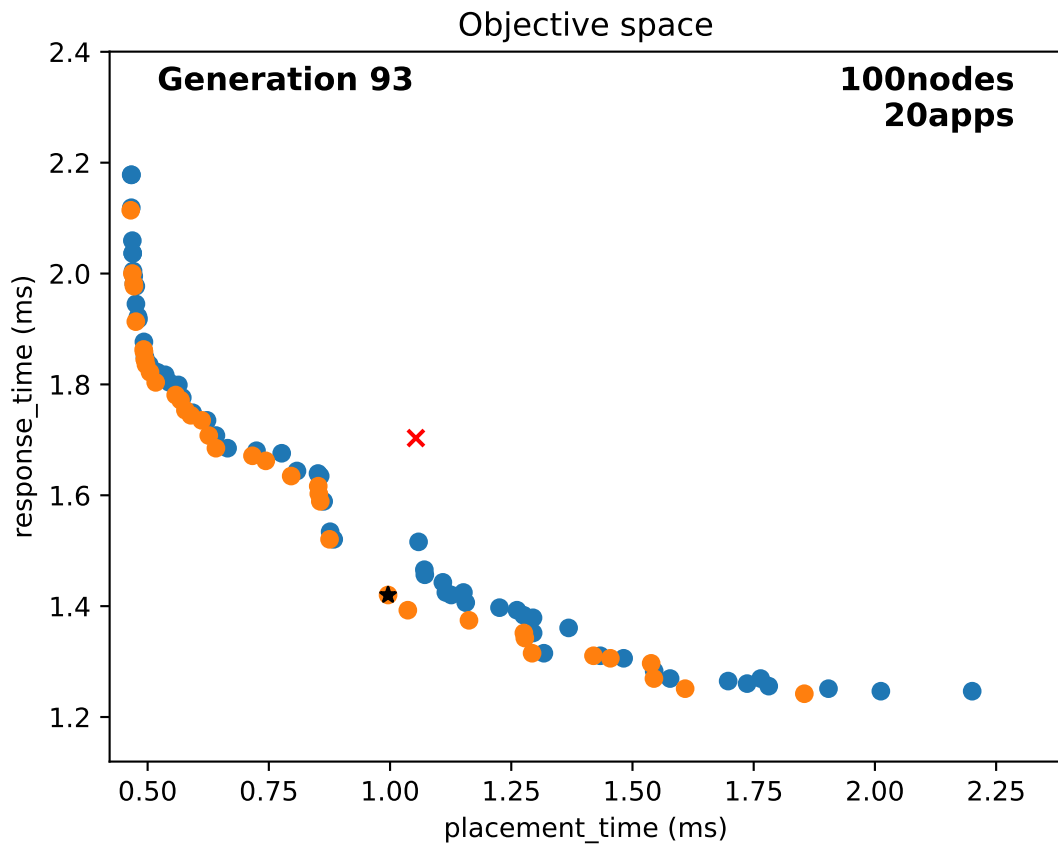 Objective space
Generation 93
100nodes
20apps
response_time (ms)
2.4
2.2
2.0
1.8
1.6
1.4
1.2
0.50 0.75 1.00 1.25 1.50 1.75 2.00 2.25
placement_time (ms)